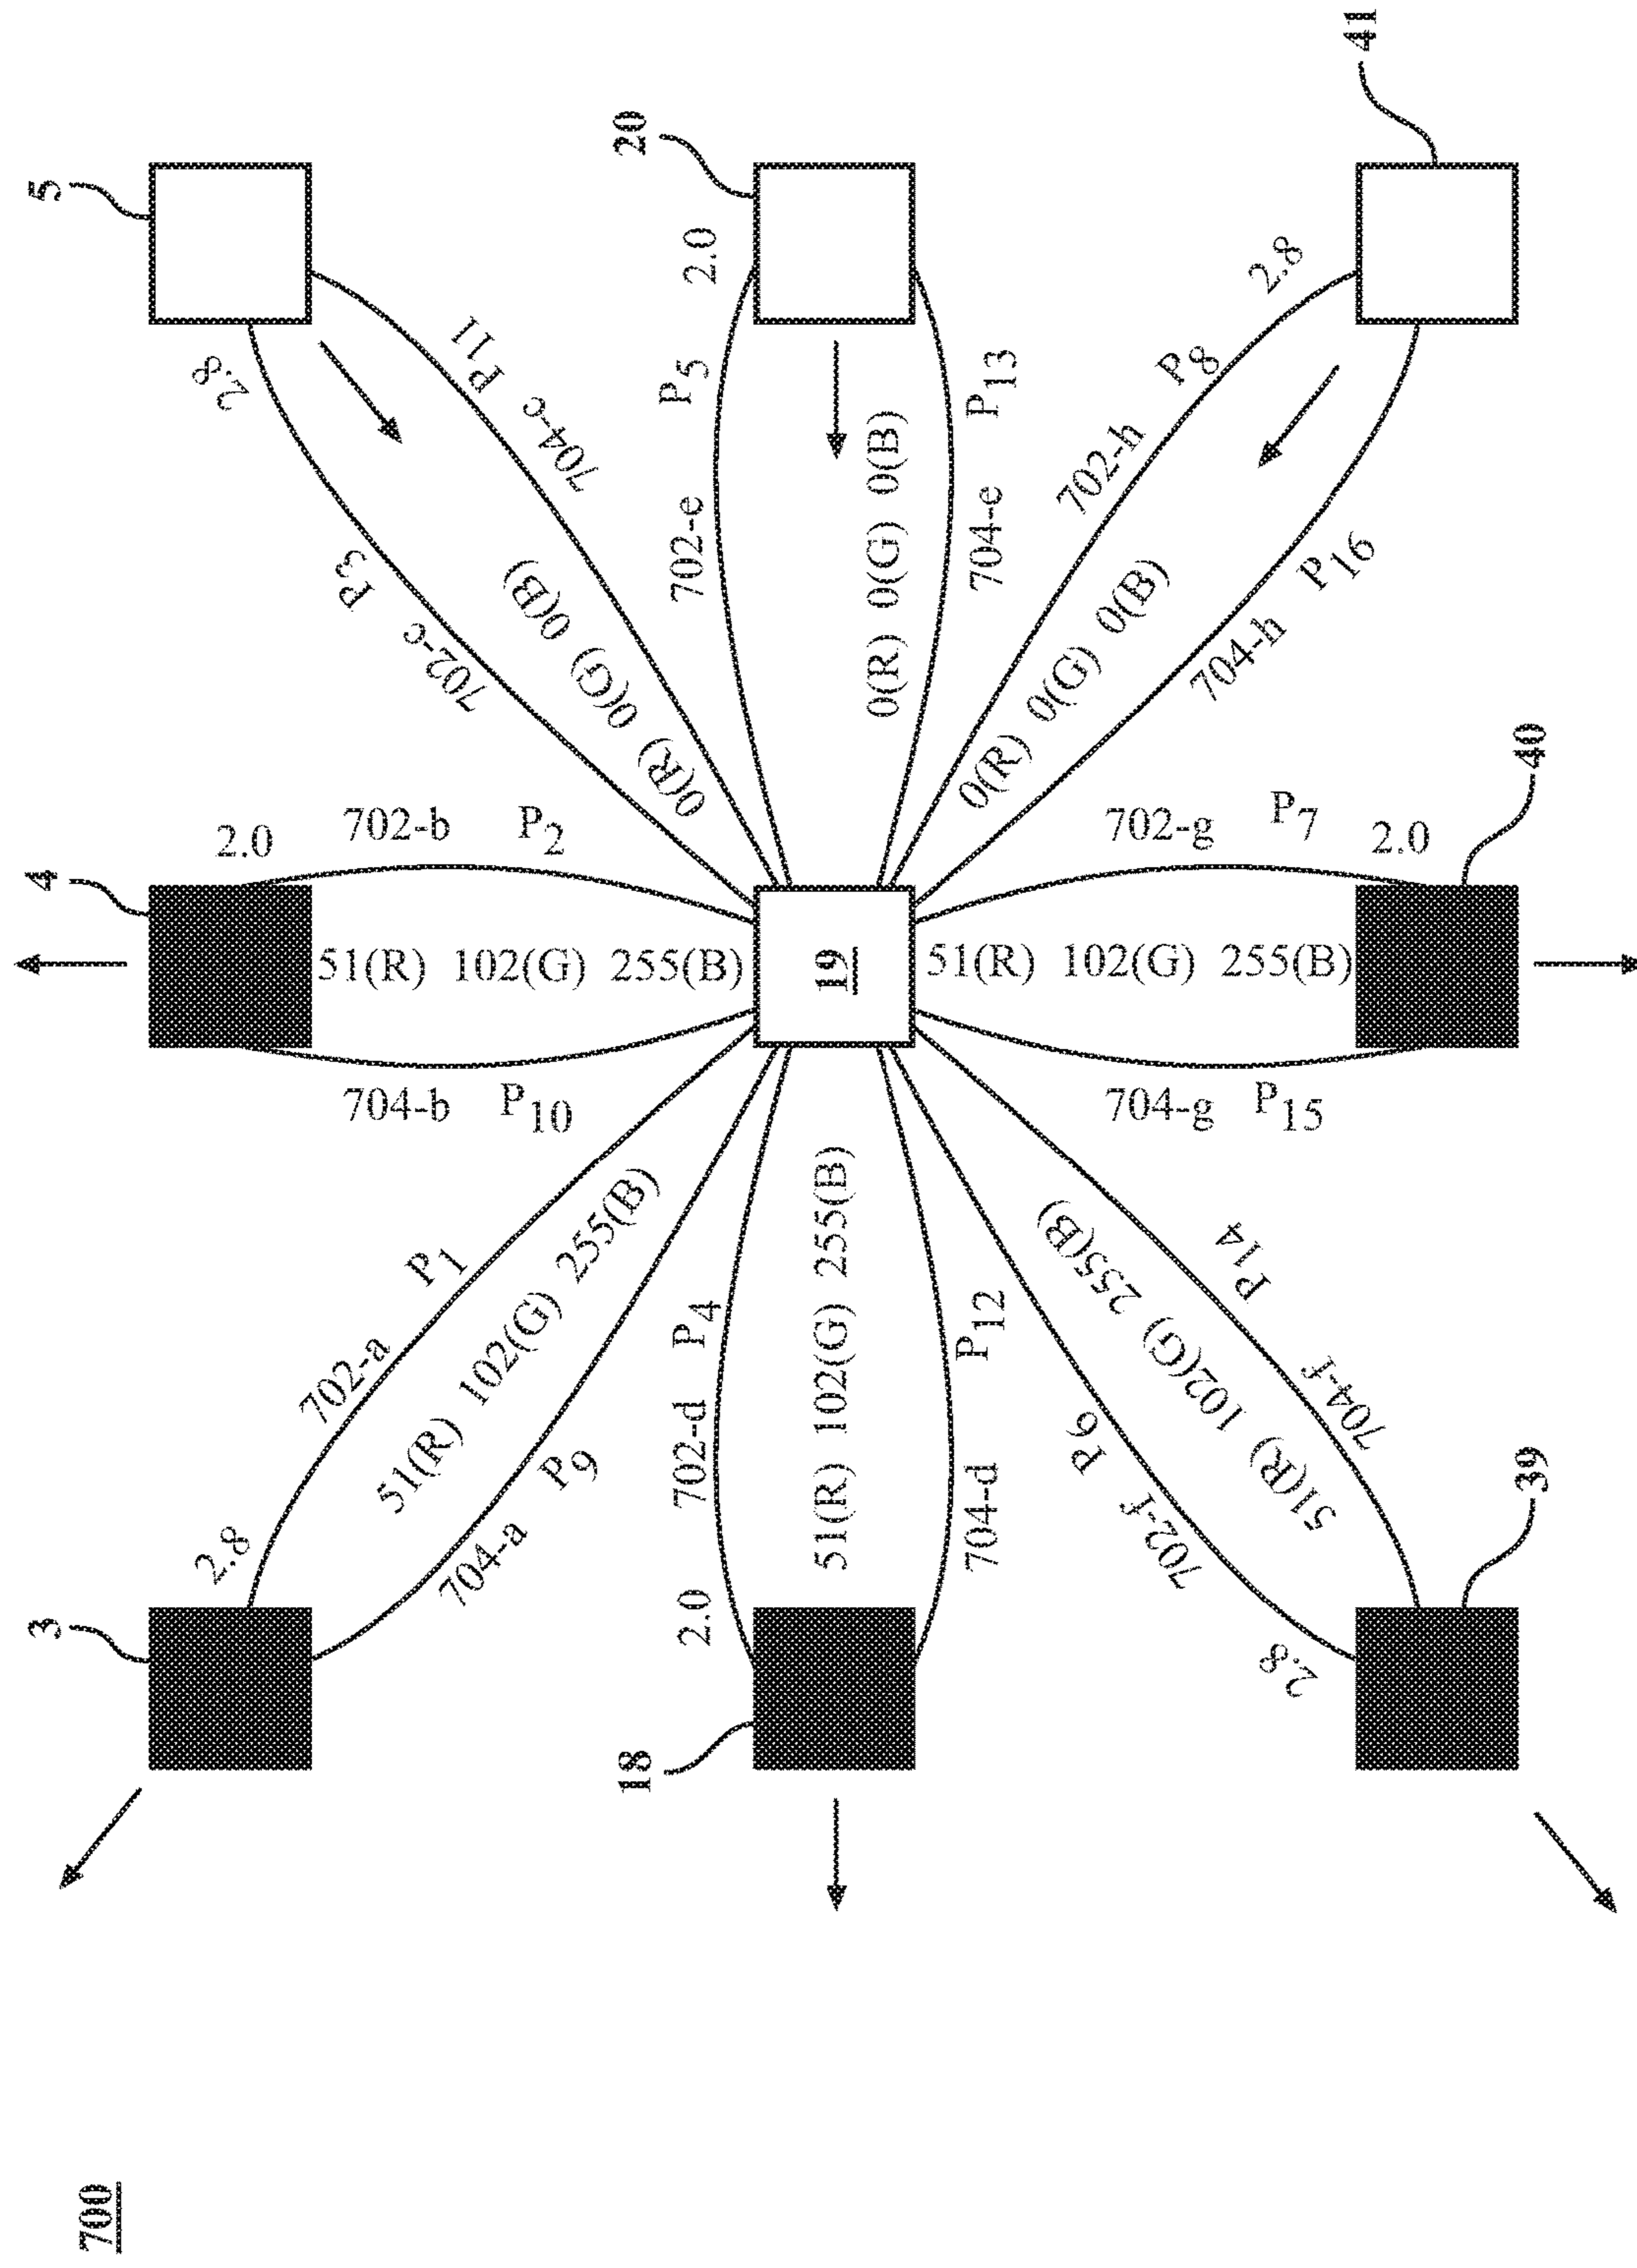 5
41
20
2.8
2.0
2.8
P11
704-c
P3
702-c
0(R) 0(G) 0(B)
P5
702-e
0(R) 0(G) 0(B)
P13
704-e
P8
702-h
0(R) 0(G) 0(B)
704-h P16
4
2.0
702-b P2
51(R) 102(G) 255(B)
704-b P10
19
702-g P7
2.0
51(R) 102(G) 255(B)
704-g P15
40
3
2.8
702-a P1
51(R) 102(G) 255(B)
704-a P9
18
2.0
702-d P4
51(R) 102(G) 255(B)
704-d P12
39
2.8
702-f P6
51(R) 102(G) 255(B)
704-f P14
700